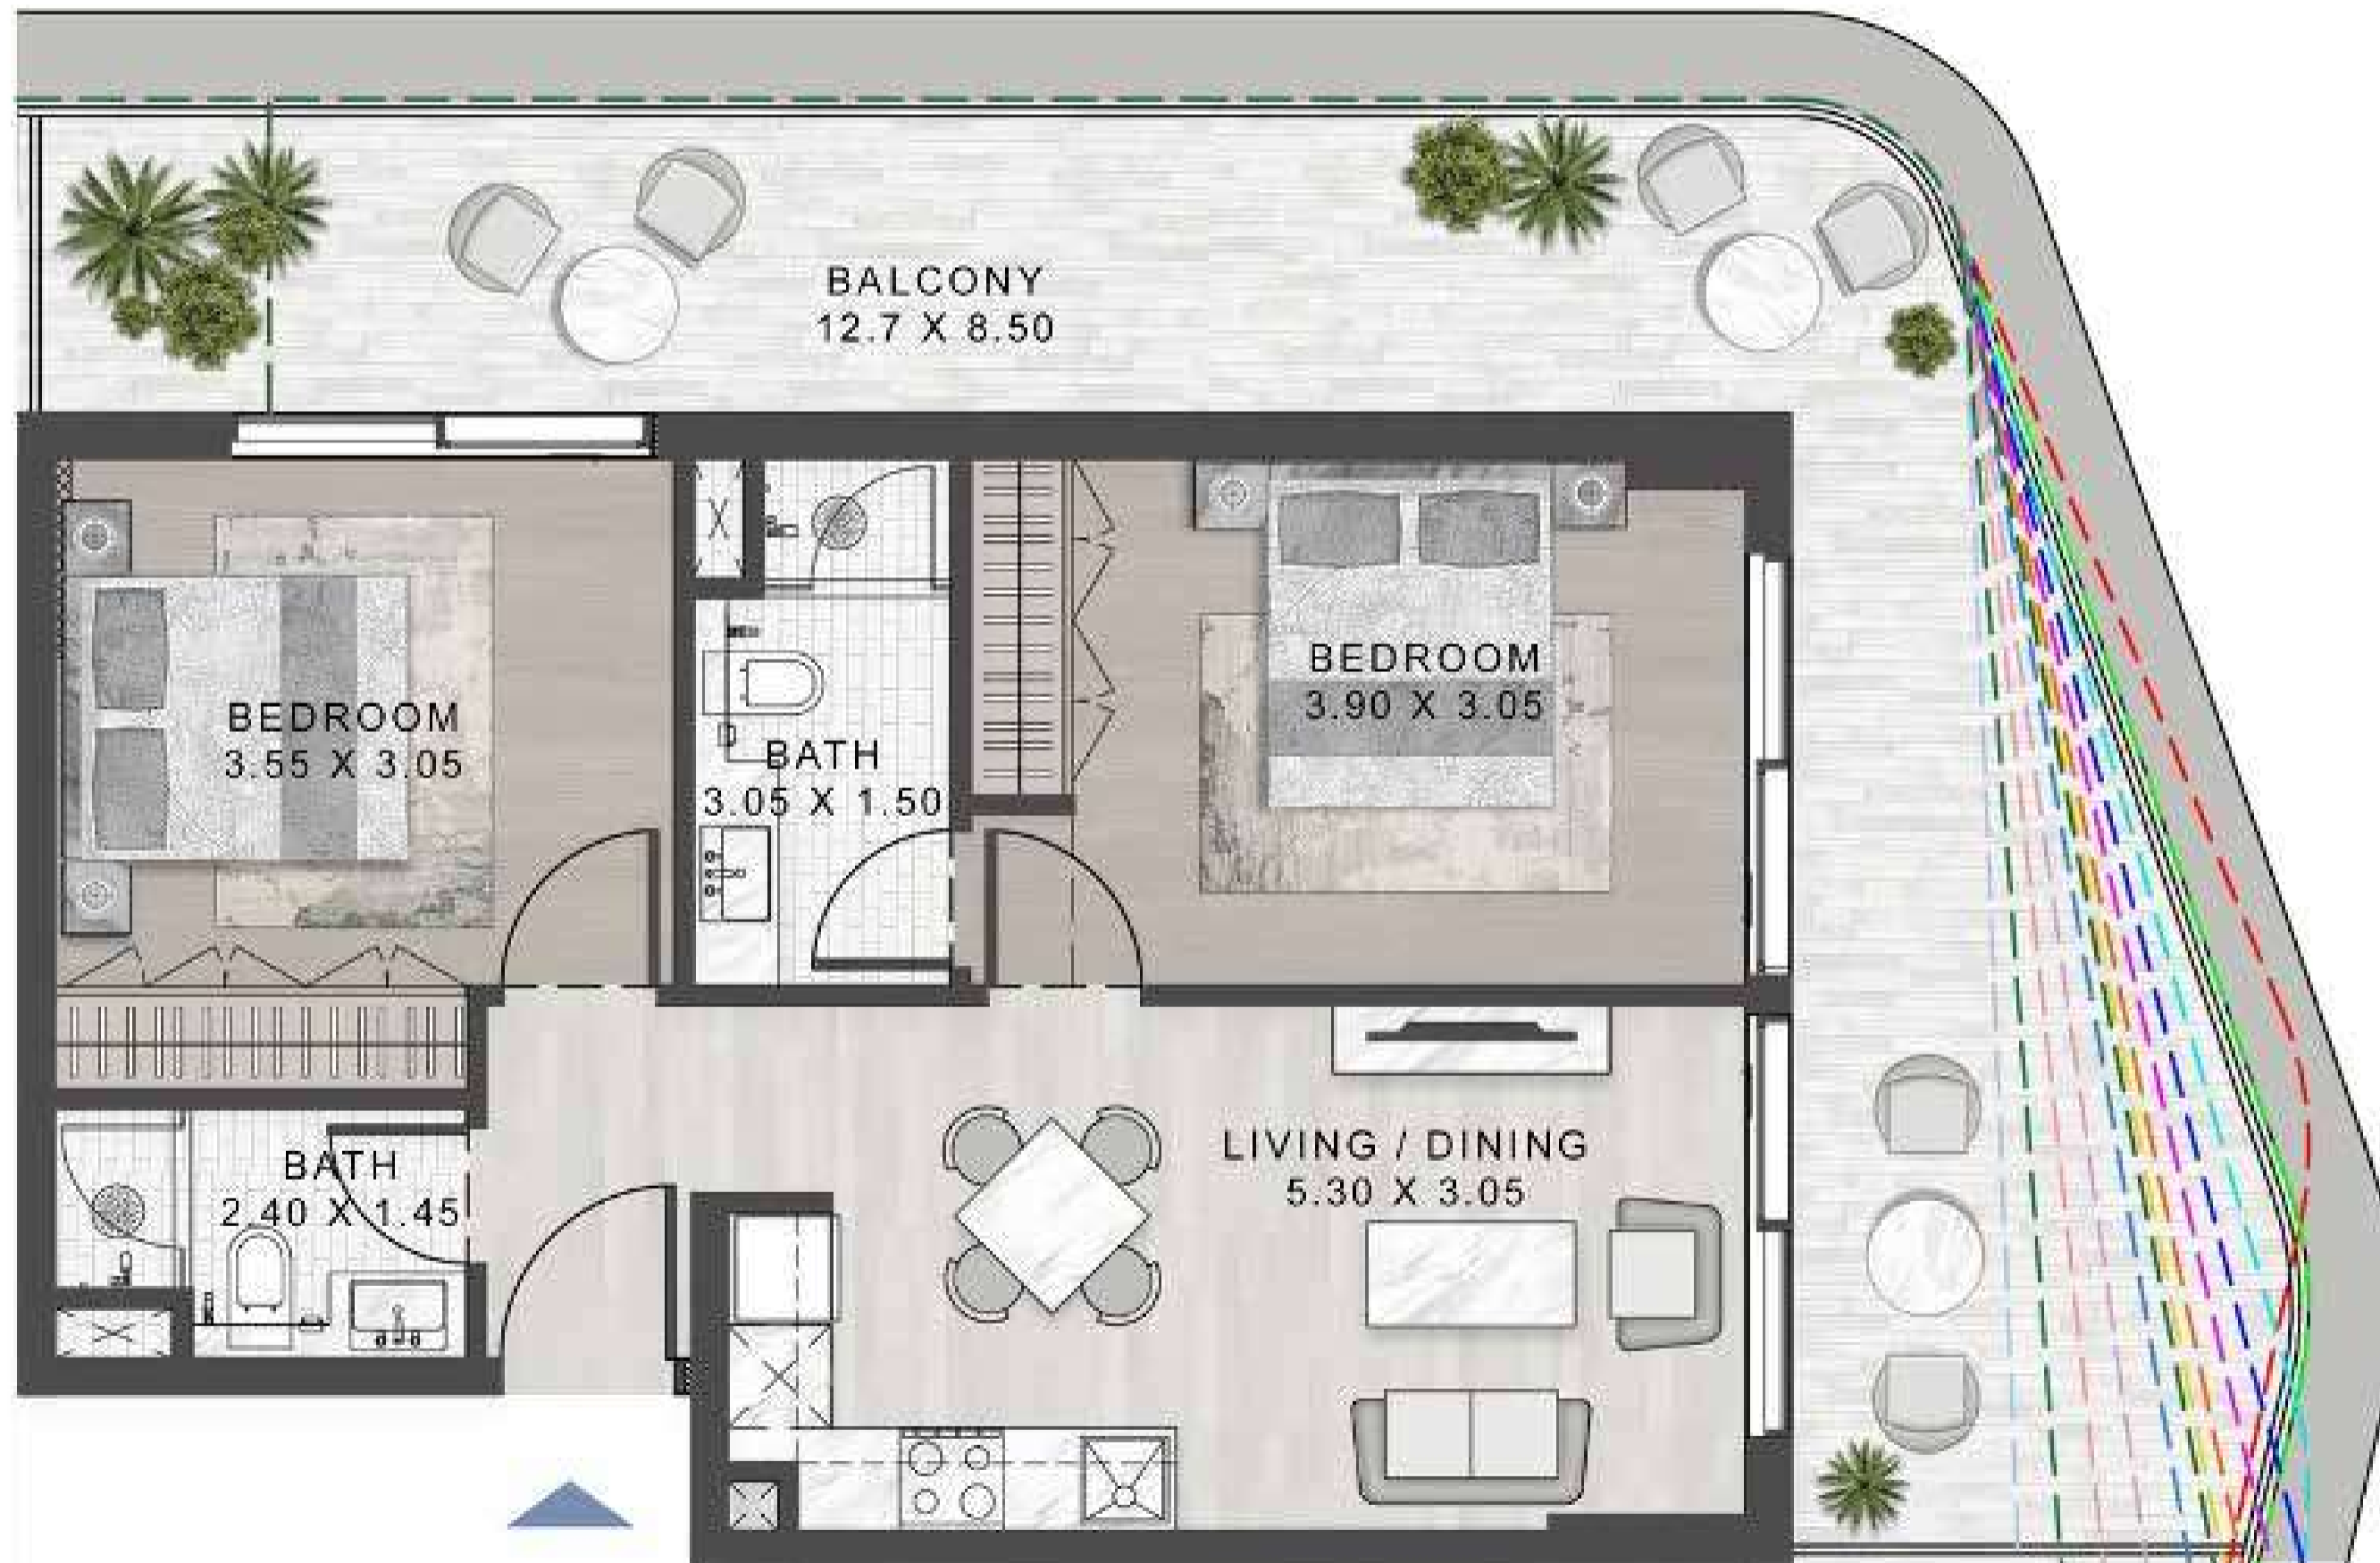 BALCONY
12.7 X 8.50
BEDROOM
3.55 X 3.05
BATH
3.05 X 1.50
BEDROOM
3.90 X 3.05
BATH
2.40 X 1.45
LIVING / DINING
5.30 X 3.05